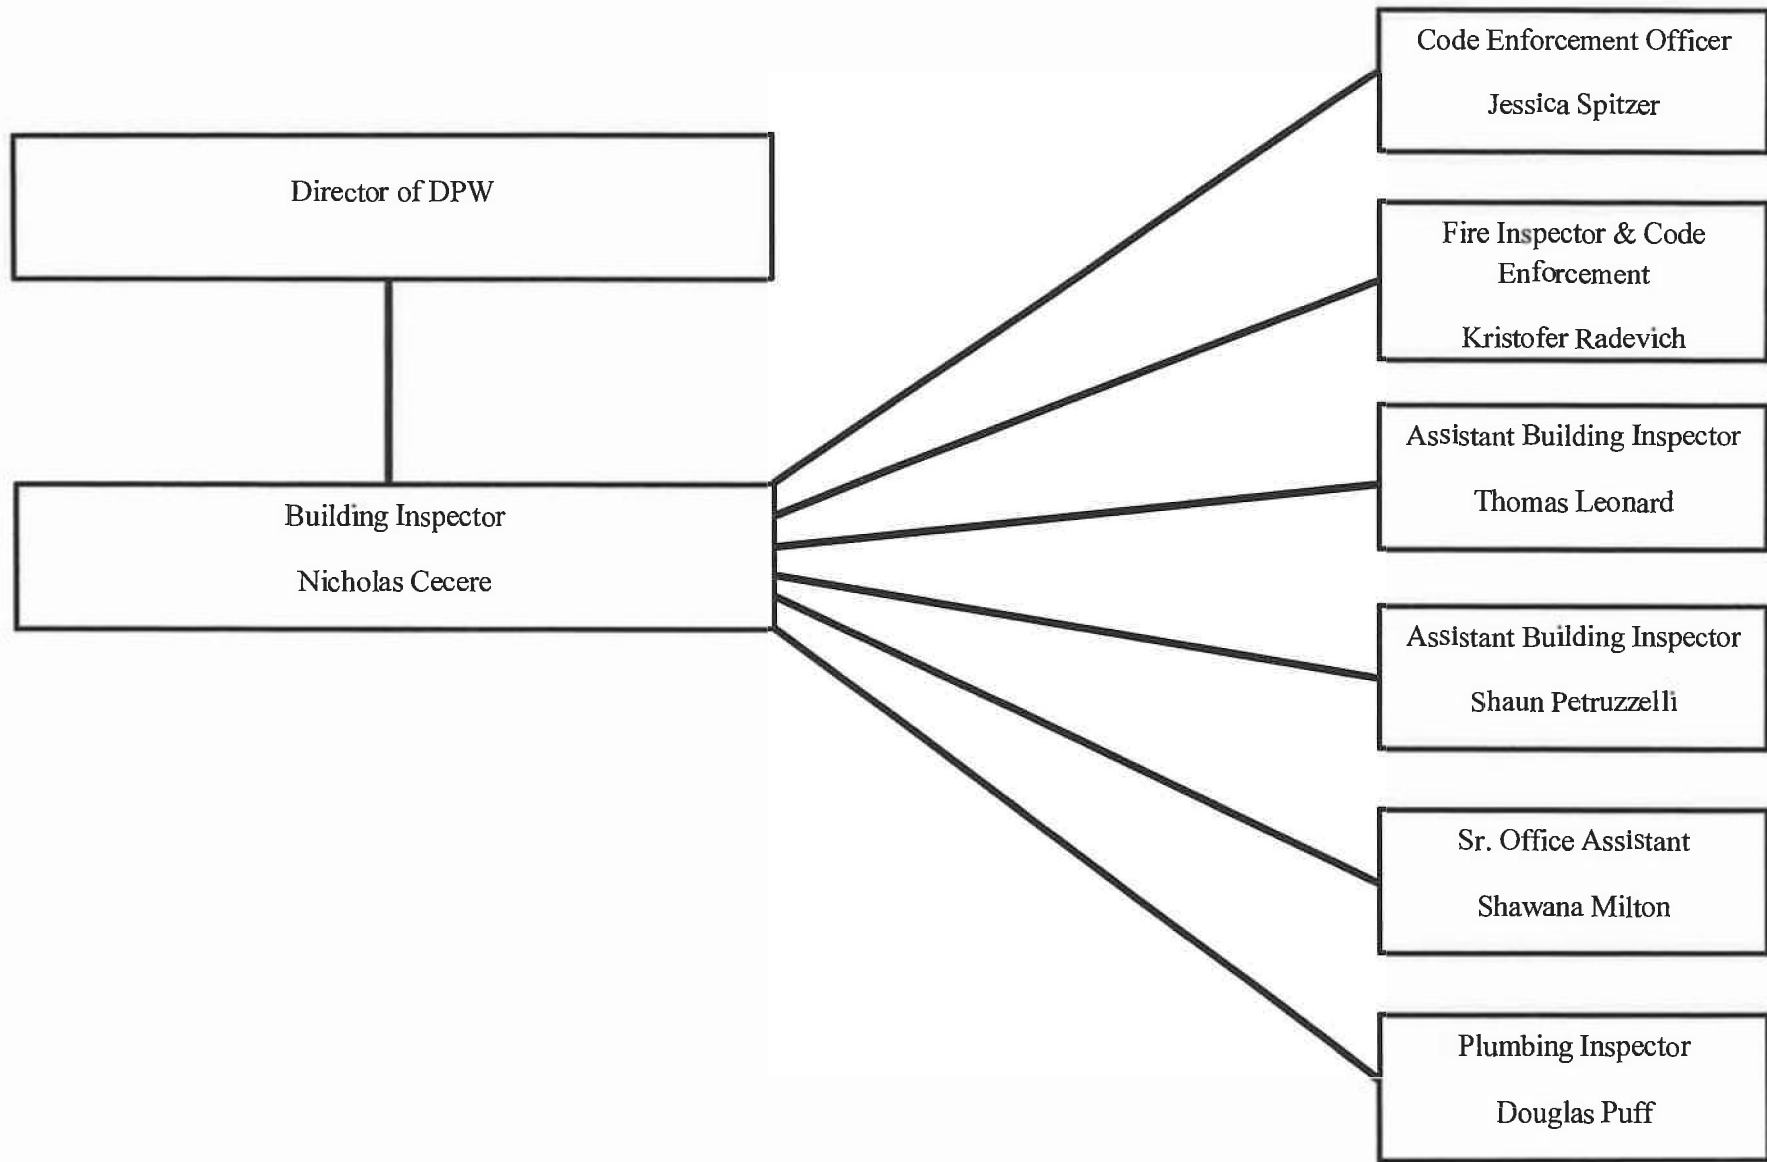 Director of DPW
Building Inspector
Nicholas Cecere
Code Enforcement Officer
Jessica Spitzer
Fire Inspector & Code
Enforcement
Kristofer Radevich
Assistant Building Inspector
Thomas Leonard
Assistant Building Inspector
Shaun Petruzzelli
Sr. Office Assistant
Shawana Milton
Plumbing Inspector
Douglas Puff